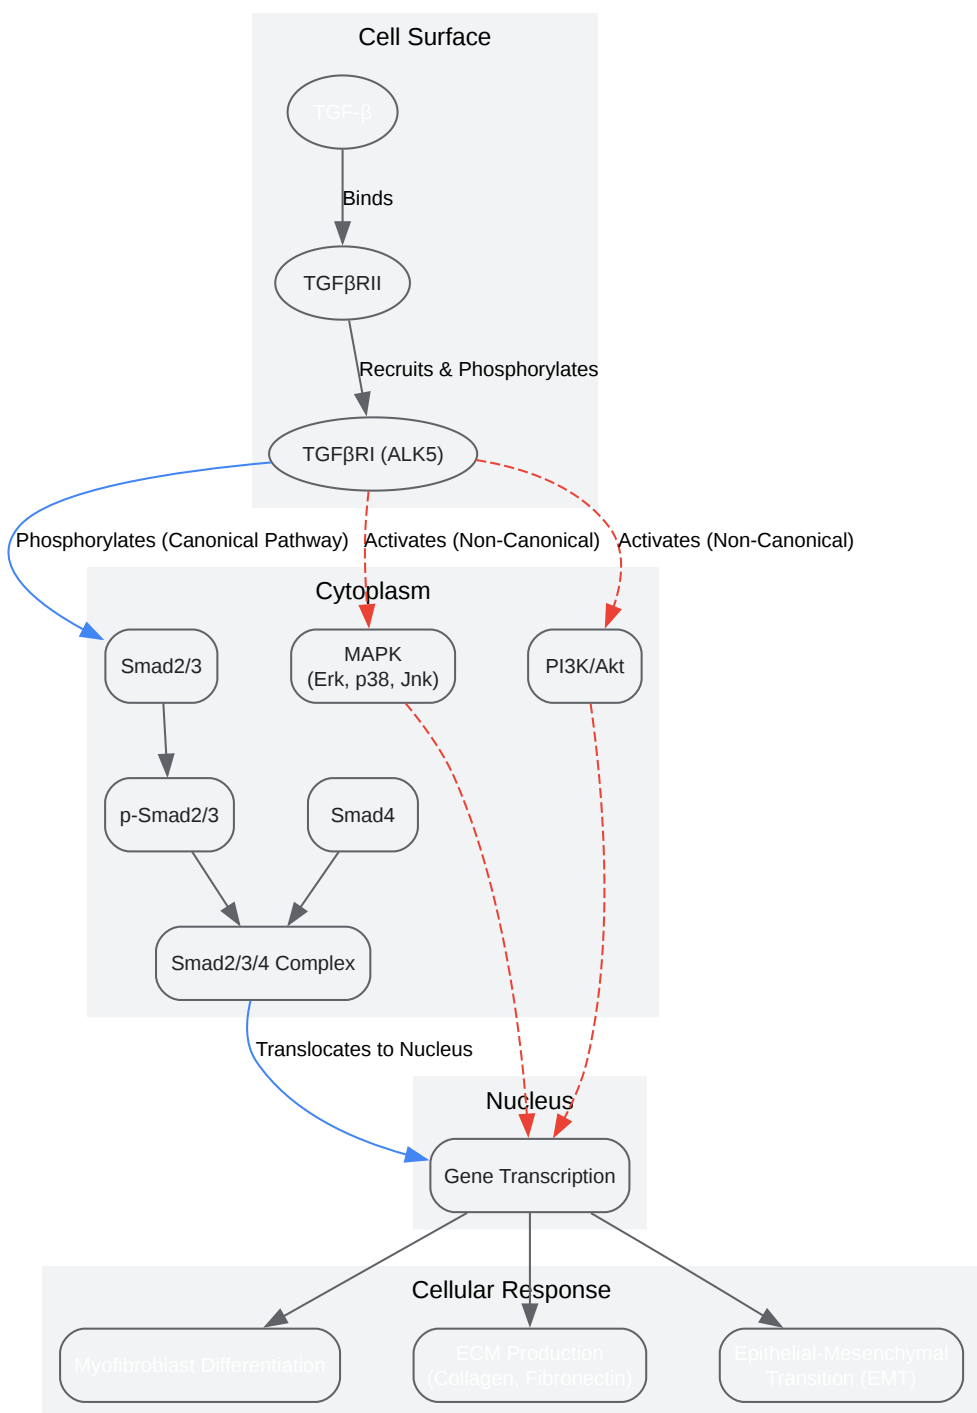 Cell Surface
TGF-β
Binds
TGFβRII
Recruits & Phosphorylates
TGFβRI (ALK5)
Phosphorylates (Canonical Pathway)
Activates (Non-Canonical)
Activates (Non-Canonical)
Cytoplasm
Smad2/3
MAPK
(Erk, p38, Jnk)
PI3K/Akt
p-Smad2/3
Smad4
Smad2/3/4 Complex
Translocates to Nucleus
Nucleus
Gene Transcription
Cellular Response
Myofibroblast Differentiation
ECM Production
(Collagen, Fibronectin)
Epithelial-Mesenchymal
Transition (EMT)